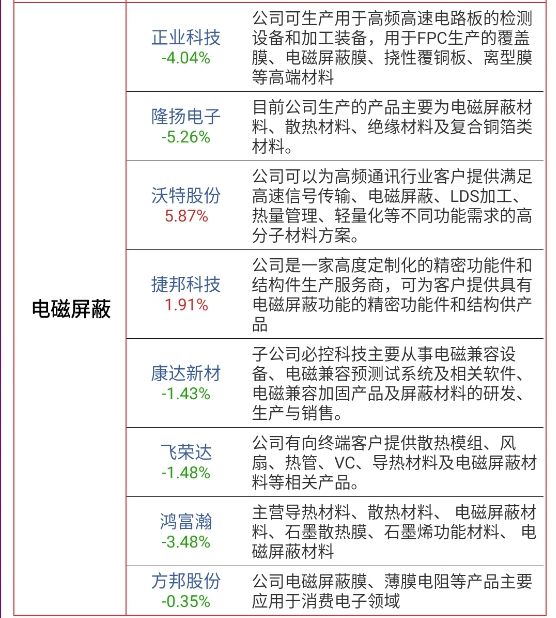 电磁屏蔽
正业科技
-4.04%
公司可生产用于高频高速电路板的检测
设备和加工装备，用于FPC生产的覆盖
膜、电磁屏蔽膜、挠性覆铜板、离型膜
等高端材料
隆扬电子
-5.26%
目前公司生产的产品主要为电磁屏蔽材
料、散热材料、绝缘材料及复合铜箔类
材料。
沃特股份
5.87%
公司可以为高频通讯行业客户提供满足
高速信号传输、电磁屏蔽、LDS加工、
热量管理、轻量化等不同功能需求的高
分子材料方案。
捷邦科技
1.91%
公司是一家高度定制化的精密功能件和
结构件生产服务商，可为客户提供具有
电磁屏蔽功能的精密功能件和结构供产
品
康达新材
-1.43%
子公司必控科技主要从事电磁兼容设
备、电磁兼容预测试系统及相关软件、
电磁兼容加固产品及屏蔽材料的研发、
生产与销售。
飞荣达
-1.48%
公司有向终端客户提供散热模组、风
扇、热管、VC、导热材料及电磁屏蔽材
料等相关产品。
鸿富瀚
-3.48%
主营导热材料、散热材料、 电磁屏蔽材
料、石墨散热膜、石墨烯功能材料、 电
磁屏蔽材料
方邦股份
-0.35%
公司电磁屏蔽膜、薄膜电阻等产品主要
应用于消费电子领域